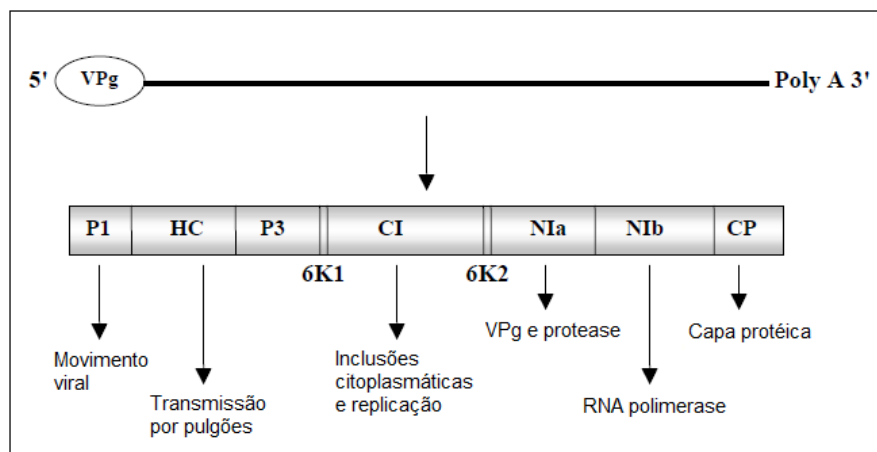 5' VPg Poly A 3'
P1 HC P3 CI NIa NIb CP
6K1 6K2
VPg e protease
Capa protéica
Movimento
viral
Inclusões
citoplasmáticas
e replicação
Transmissão
por pulgões
RNA polimerase